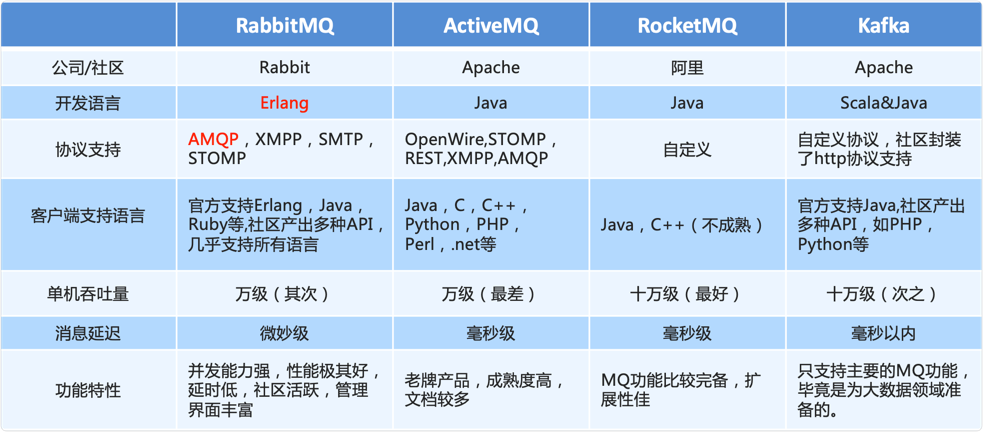 RabbitMQ ActiveMQ RocketMQ Kafka
公司/社区 Rabbit Apache 阿里 Apache
开发语言 Erlang Java Java Scala&Java
协议支持
AMQP，XMPP，SMTP，
STOMP
OpenWire,STOMP，
REST,XMPP,AMQP
自定义
自定义协议，社区封装
了http协议支持
客户端支持语言
官方支持Erlang，Java，
Ruby等,社区产出多种API，
几乎支持所有语言
Java，C，C++，
Python，PHP，
Perl，.net等
Java，C++（不成熟）
官方支持Java,社区产出
多种API，如PHP，
Python等
单机吞吐量 万级（其次） 万级（最差） 十万级（最好） 十万级（次之）
消息延迟 微妙级 毫秒级 毫秒级 毫秒以内
功能特性
并发能力强，性能极其好，
延时低，社区活跃，管理
界面丰富
老牌产品，成熟度高，
文档较多
MQ功能比较完备，扩
展性佳
只支持主要的MQ功能，
毕竟是为大数据领域准
备的。